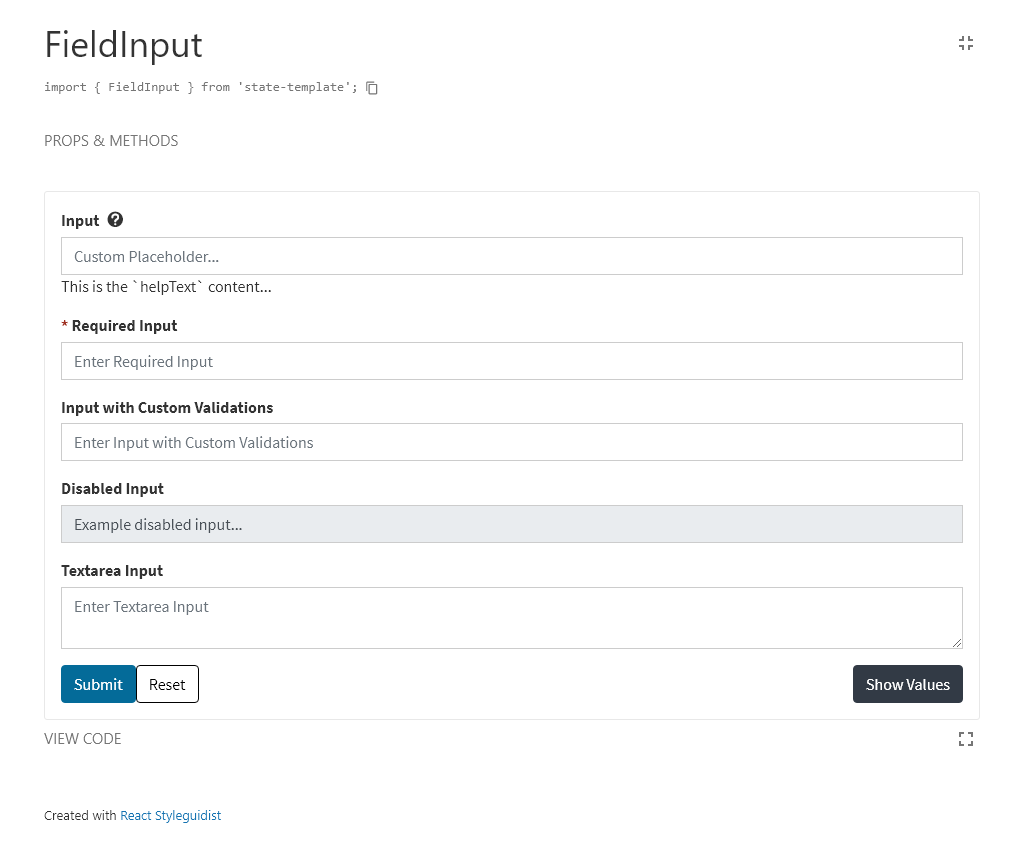 FieldInput
import { FieldInput } from 'state-template';
PROPS & METHODS
Input
Custom Placeholder...
This is the `helpText` content...
* Required Input
Enter Required Input
Input with Custom Validations
Enter Input with Custom Validations
Disabled Input
Example disabled input...
Textarea Input
Enter Textarea Input
Submit Reset Show Values
VIEW CODE
Created with React Styleguidist